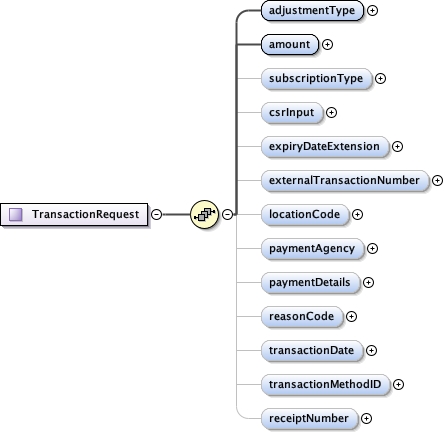 adjustmentType
amount
subscriptionType
csrInput
expiryDateExtension
externalTransactionNumber
TransactionRequest
locationCode
paymentAgency
paymentDetails
reasonCode
transactionDate
transactionMethodID
receiptNumber